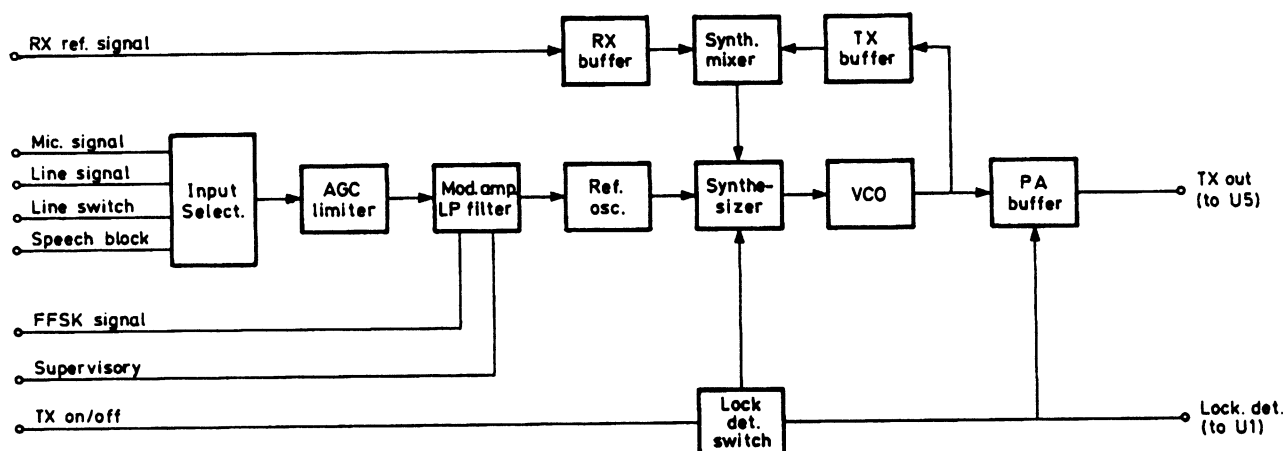 RX ref. signal
RX
buffer
Synth.
mixer
TX
buffer
Mic. signal
Line signal
Line switch
Speech block
Input
Select.
AGC
limiter
Mod. amp.
LP filter
Ref.
osc.
Synthe-
sizer
VCO
PA
buffer
TX out
(to U5)
FFSK signal
Supervisory
TX on/off
Lock
det.
switch
Lock. det.
(to U1)